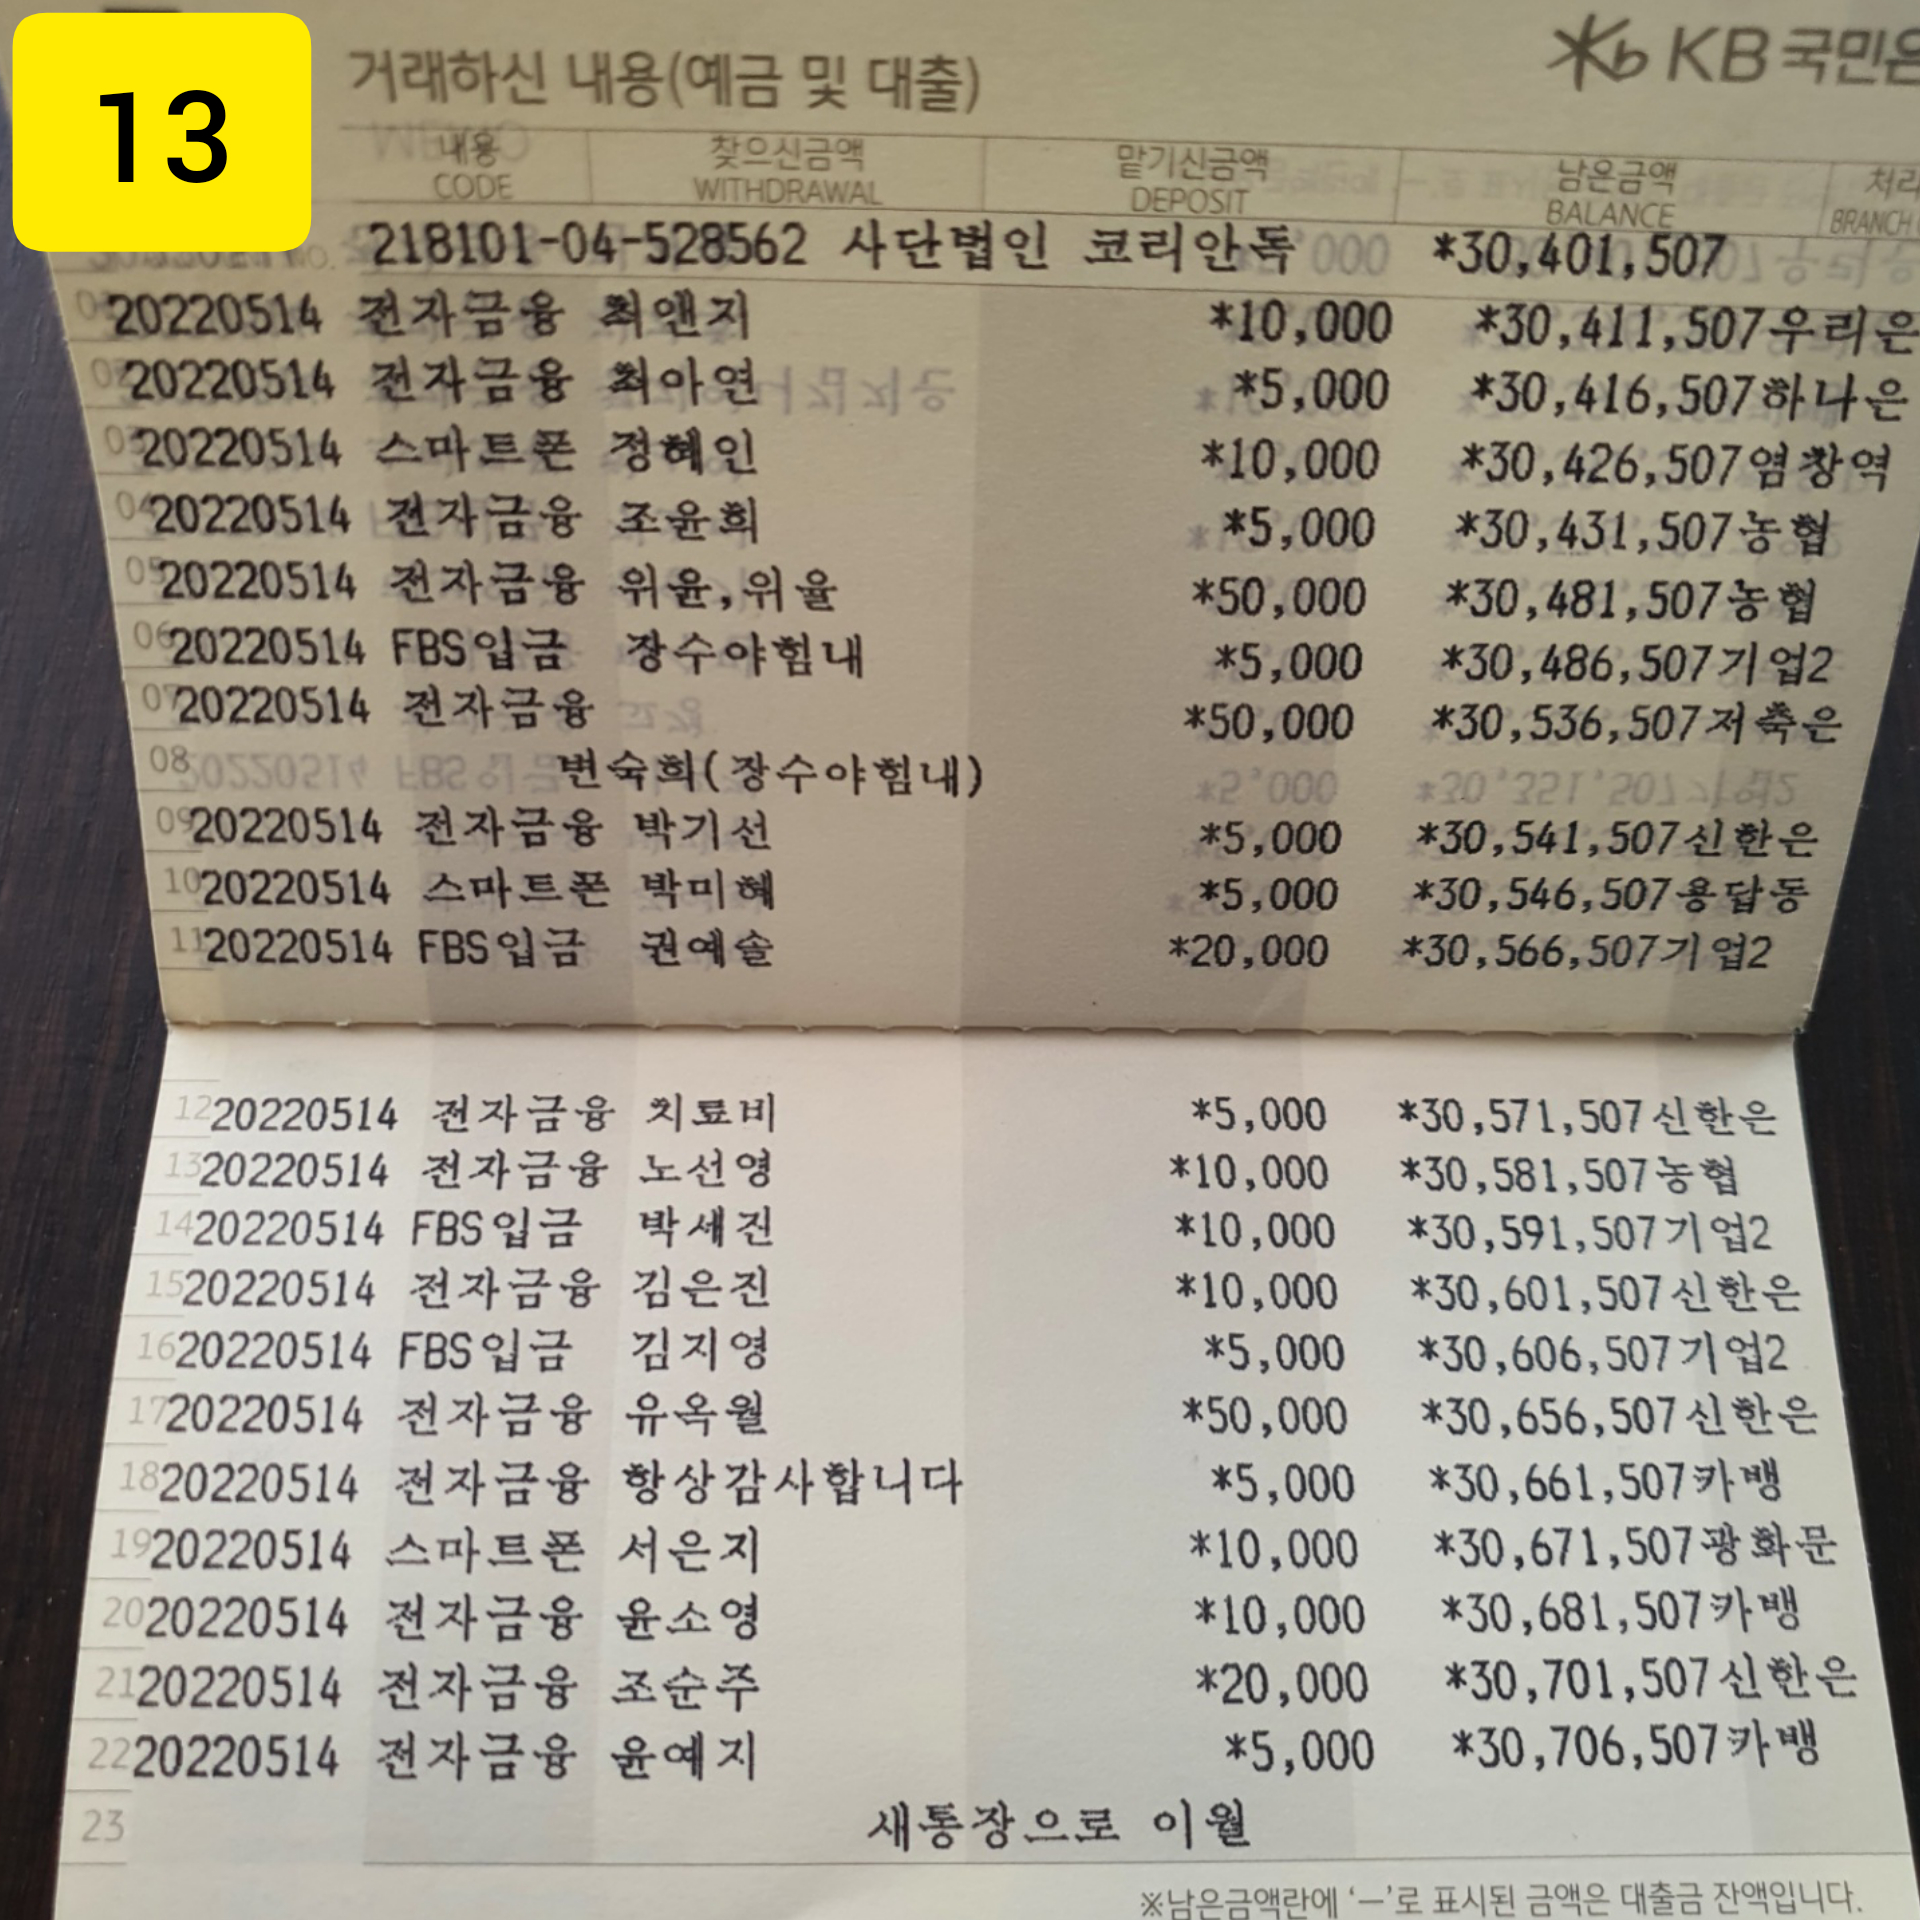 13
거래하신 내용(예금 및 대출)
KB국민은
내용 찾으신금액 맡기신금액 남은금액 처리
CODE WITHDRAWAL DEPOSIT BALANCE BRANCH
218101-04-528562 사단법인 코리안독 *30,401,507
20220514 전자금융 최앤지 *10,000 *30,411,507우리은
02 20220514 전자금융 최아연 *5,000 *30,416,507하나은
03 20220514 스마트폰 정혜인 *10,000 *30,426,507염창역
04 20220514 전자금융 조윤희 *5,000 *30,431,507농협
05 20220514 전자금융 위윤,위율 *50,000 *30,481,507농협
06 20220514 FBS입금 장수야힘내 *5,000 *30,486,507기업2
07 20220514 전자금융 *50,000 *30,536,507저축은
08 변숙희(장수야힘내)
09 20220514 전자금융 박기선 *5,000 *30,541,507신한은
10 20220514 스마트폰 박미혜 *5,000 *30,546,507용답동
11 20220514 FBS입금 권예솔 *20,000 *30,566,507기업2
12 20220514 전자금융 치료비 *5,000 *30,571,507신한은
13 20220514 전자금융 노선영 *10,000 *30,581,507농협
14 20220514 FBS입금 박세진 *10,000 *30,591,507기업2
15 20220514 전자금융 김은진 *10,000 *30,601,507신한은
16 20220514 FBS입금 김지영 *5,000 *30,606,507기업2
17 20220514 전자금융 유옥월 *50,000 *30,656,507신한은
18 20220514 전자금융 항상감사합니다 *5,000 *30,661,507카뱅
19 20220514 스마트폰 서은지 *10,000 *30,671,507광화문
20 20220514 전자금융 윤소영 *10,000 *30,681,507카뱅
21 20220514 전자금융 조순주 *20,000 *30,701,507신한은
22 20220514 전자금융 윤예지 *5,000 *30,706,507카뱅
23 새통장으로 이월
※남은금액란에 ‘−’로 표시된 금액은 대출금 잔액입니다.